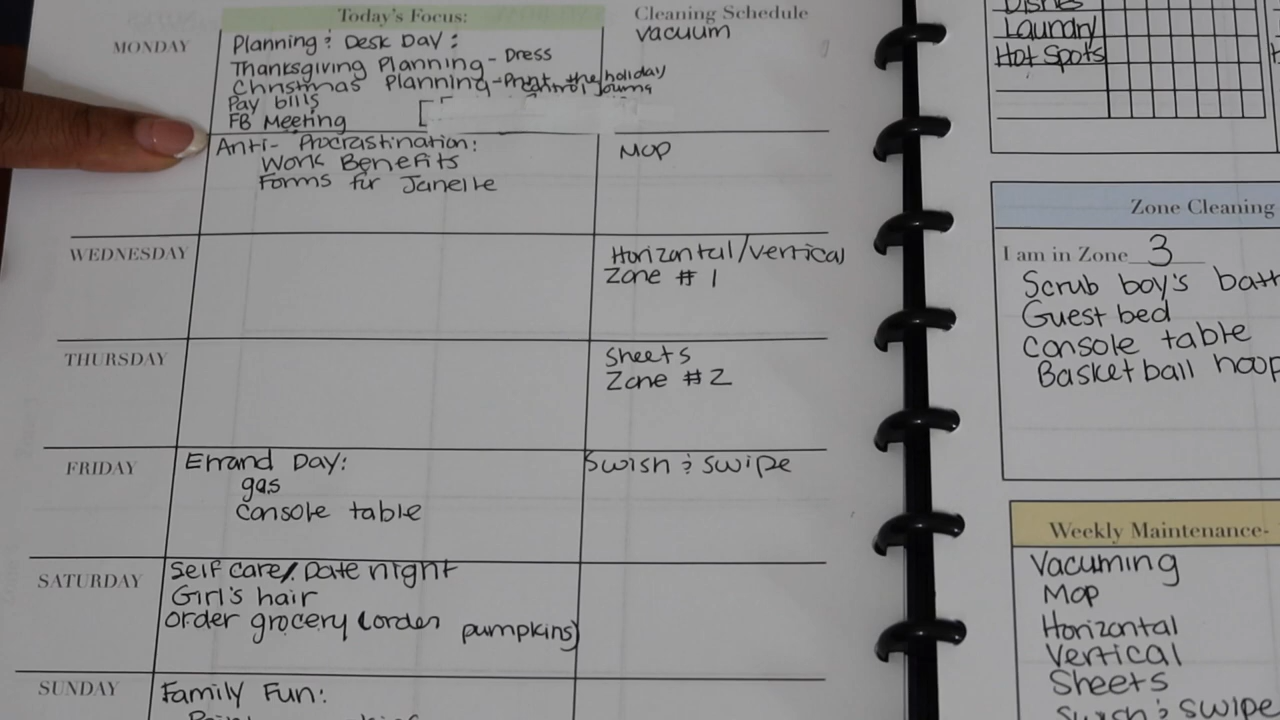 Today's Focus:
Cleaning Schedule
MONDAY
Planning & Desk Day:
Thanksgiving Planning - Dress
Christmas Planning - Print the holiday
Pay bills
FB Meeting
vacuum
Anti-Procrastination:
Work Benefits
Forms for Janelle
Mop
WEDNESDAY
Horizontal/vertical
Zone #1
THURSDAY
Sheets
Zone #2
FRIDAY
Errand Day:
gas
Console table
Swish & swipe
SATURDAY
Self care/Date night
Girl's hair
order grocery (order pumpkins)
SUNDAY
Family Fun:
Dishes
Laundry
Hot Spots
Zone Cleaning
I am in Zone 3
Scrub boy's
Guest bed
Console table
Basketball hoop
Weekly Maintenance-
Vacuming
Mop
Horizontal
Vertical
Sheets
Swish & Swipe